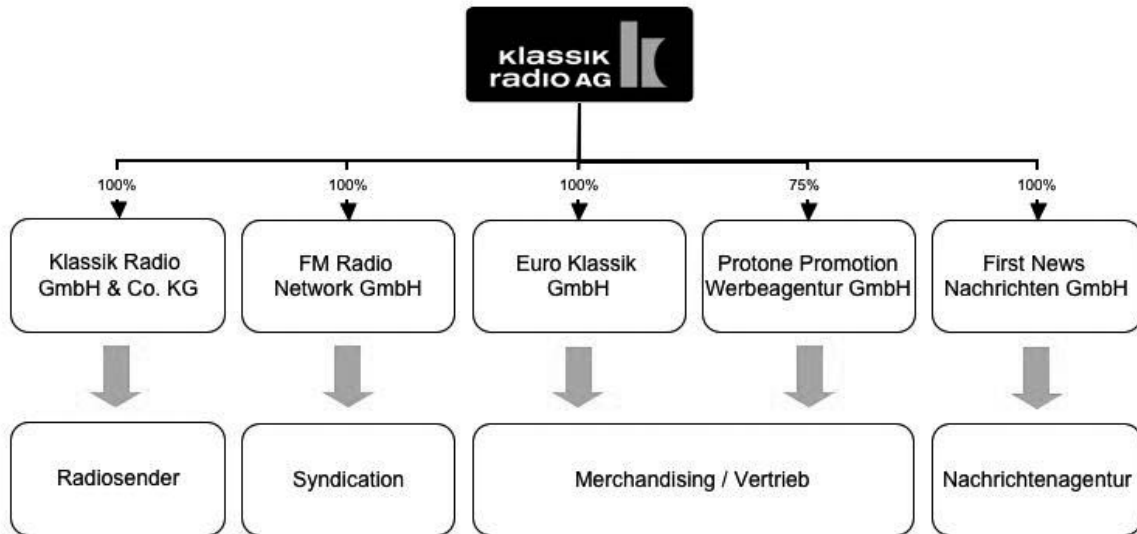 Klassik
radio AG
100%
100%
100%
75%
100%
Klassik Radio
GmbH & Co. KG
FM Radio
Network GmbH
Euro Klassik
GmbH
Protone Promotion
Werbeagentur GmbH
First News
Nachrichten GmbH
Radiosender
Syndication
Merchandising / Vertrieb
Nachrichtenagentur